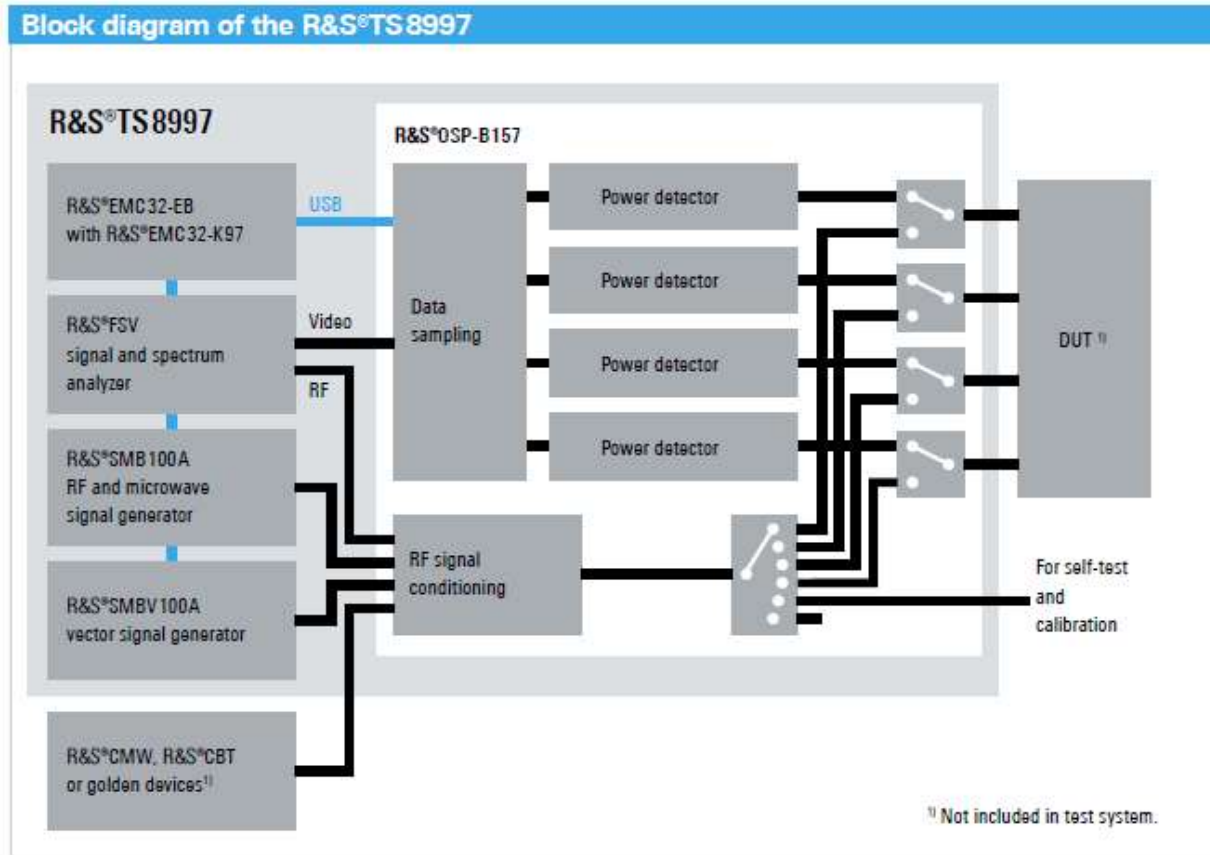 Block diagram of the R&S®TS8997
R&S®TS8997
R&S®OSP-B157
R&S®EMC32-EB
with R&S®EMC32-K97
USB
R&S®FSV
signal and spectrum
analyzer
Video
RF
R&S®SMB100A
RF and microwave
signal generator
R&S®SMBV100A
vector signal generator
R&S®CMW, R&S®CBT
or golden devices¹⁾
Data
sampling
Power detector
Power detector
Power detector
Power detector
RF signal
conditioning
DUT ¹⁾
For self-test
and
calibration
¹⁾ Not included in test system.